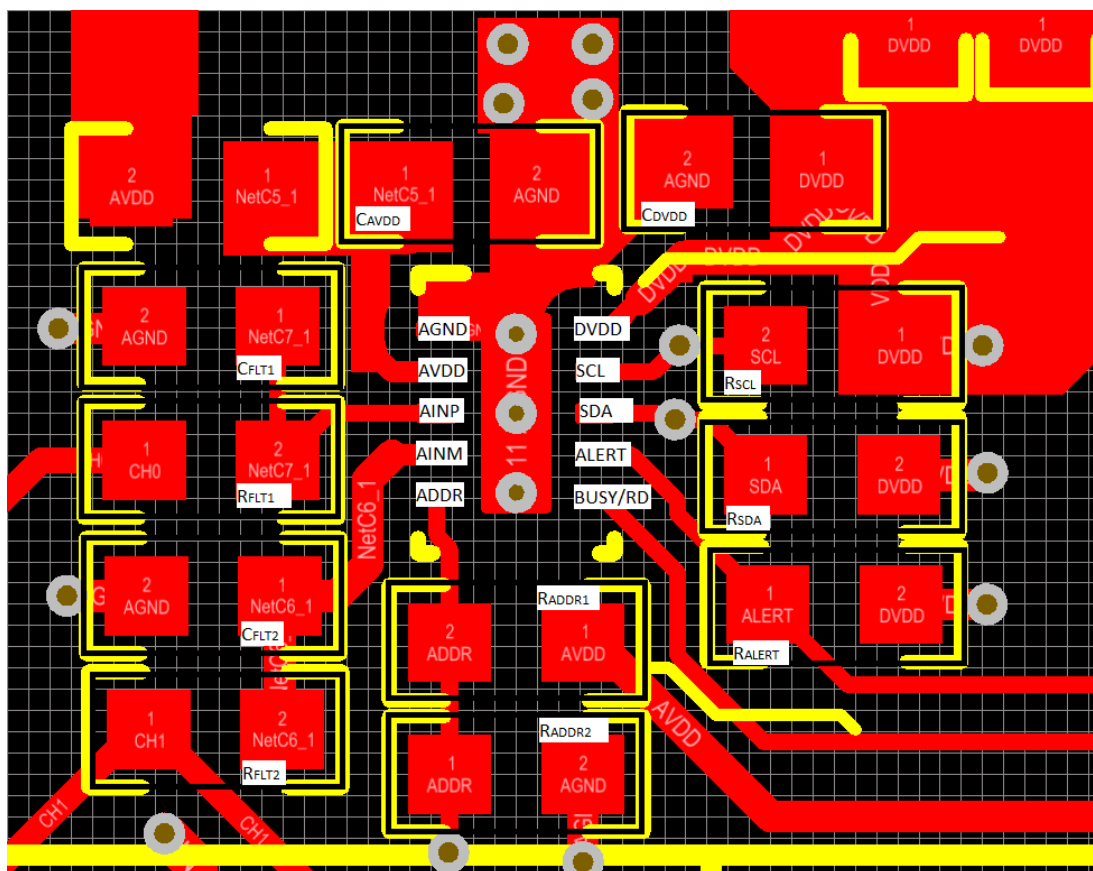 1
DVDD
1
DVDD
2
AVDD
1
NetC5_1
1
NetC5_1
CAVDD
2
AGND
2
AGND
CDVDD
1
DVDD
DVDD
DVDD
DVDD
2
AGND
1
NetC7_1
CFLT1
AGND
AVDD
AINP
AINM
ADDR
11
GND
DVDD
SCL
SDA
ALERT
BUSY/RD
2
SCL
RSCL
1
DVDD
1
CH0
2
NetC7_1
RFLT1
NetC6_1
1
SDA
RSDA
2
DVDD
2
AGND
1
NetC6_1
CFLT2
2
ADDR
RADDR1
1
AVDD
1
ALERT
RALERT
2
DVDD
1
CH1
2
NetC6_1
RFLT2
1
ADDR
RADDR2
2
AGND
AVDD
CH1
CH1